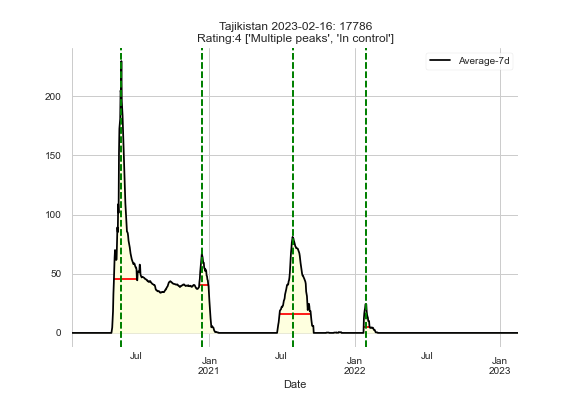 Tajikistan 2023-02-16: 17786
Rating:4 ['Multiple peaks', 'In control']
Average-7d
200
150
100
50
0
Jul
Jan
2021
Jul
Jan
2022
Jul
Jan
2023
Date